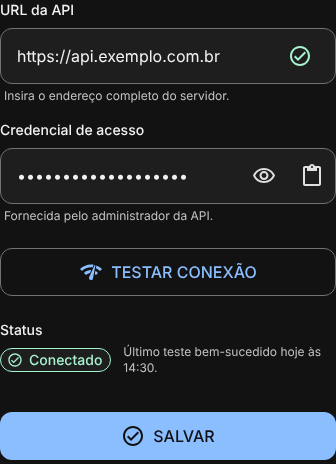 URL da API
https://api.exemplo.com.br
Insira o endereço completo do servidor.
Credencial de acesso
•••••••••••••••••••
Fornecida pelo administrador da API.
TESTAR CONEXÃO
Status
Conectado
Último teste bem-sucedido hoje às
14:30.
SALVAR